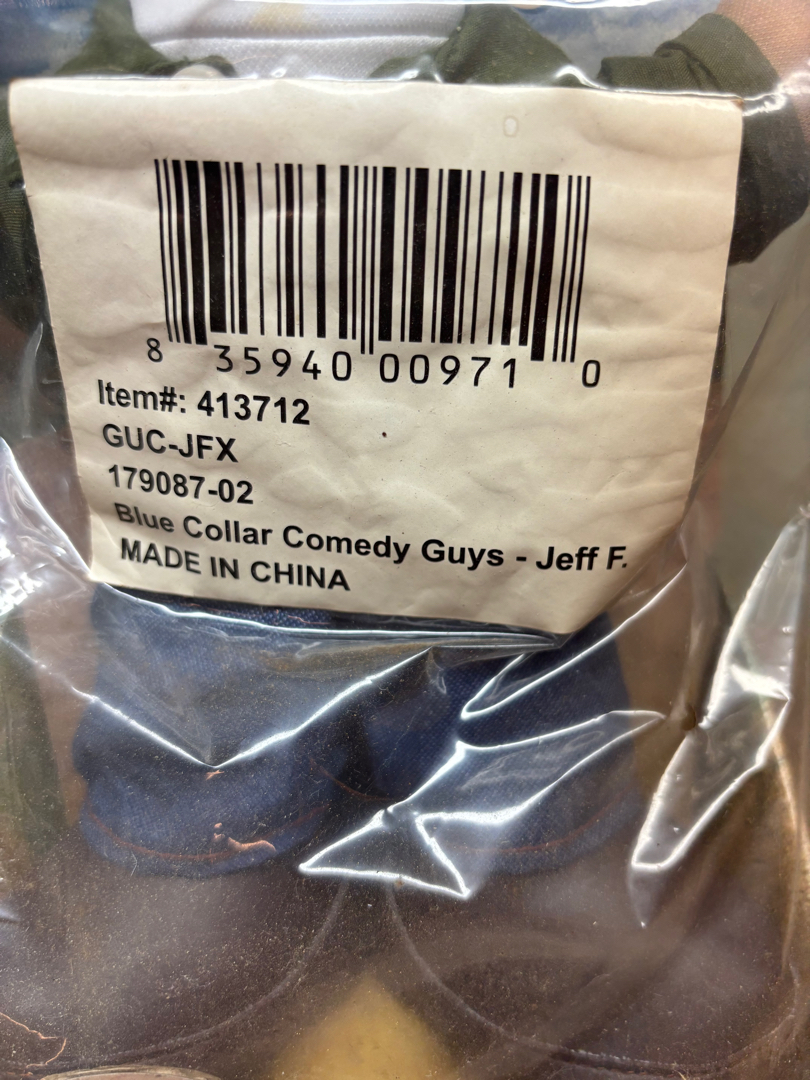 8 35940 00971 0
Item#: 413712
GUC-JFX
179087-02
Blue Collar Comedy Guys - Jeff F.
MADE IN CHINA